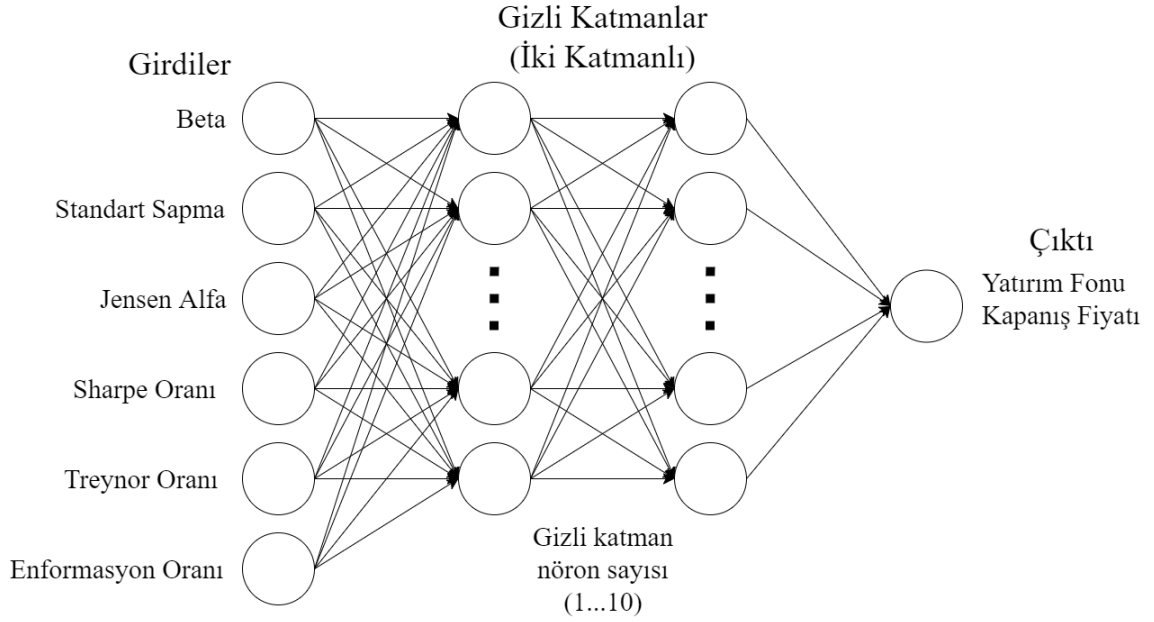 Gizli Katmanlar
(İki Katmanlı)
Girdiler
Beta
Standart Sapma
Jensen Alfa
Sharpe Oranı
Treynor Oranı
Enformasyon Oranı
Gizli katman
nöron sayısı
(1...10)
Çıktı
Yatırım Fonu
Kapanış Fiyatı